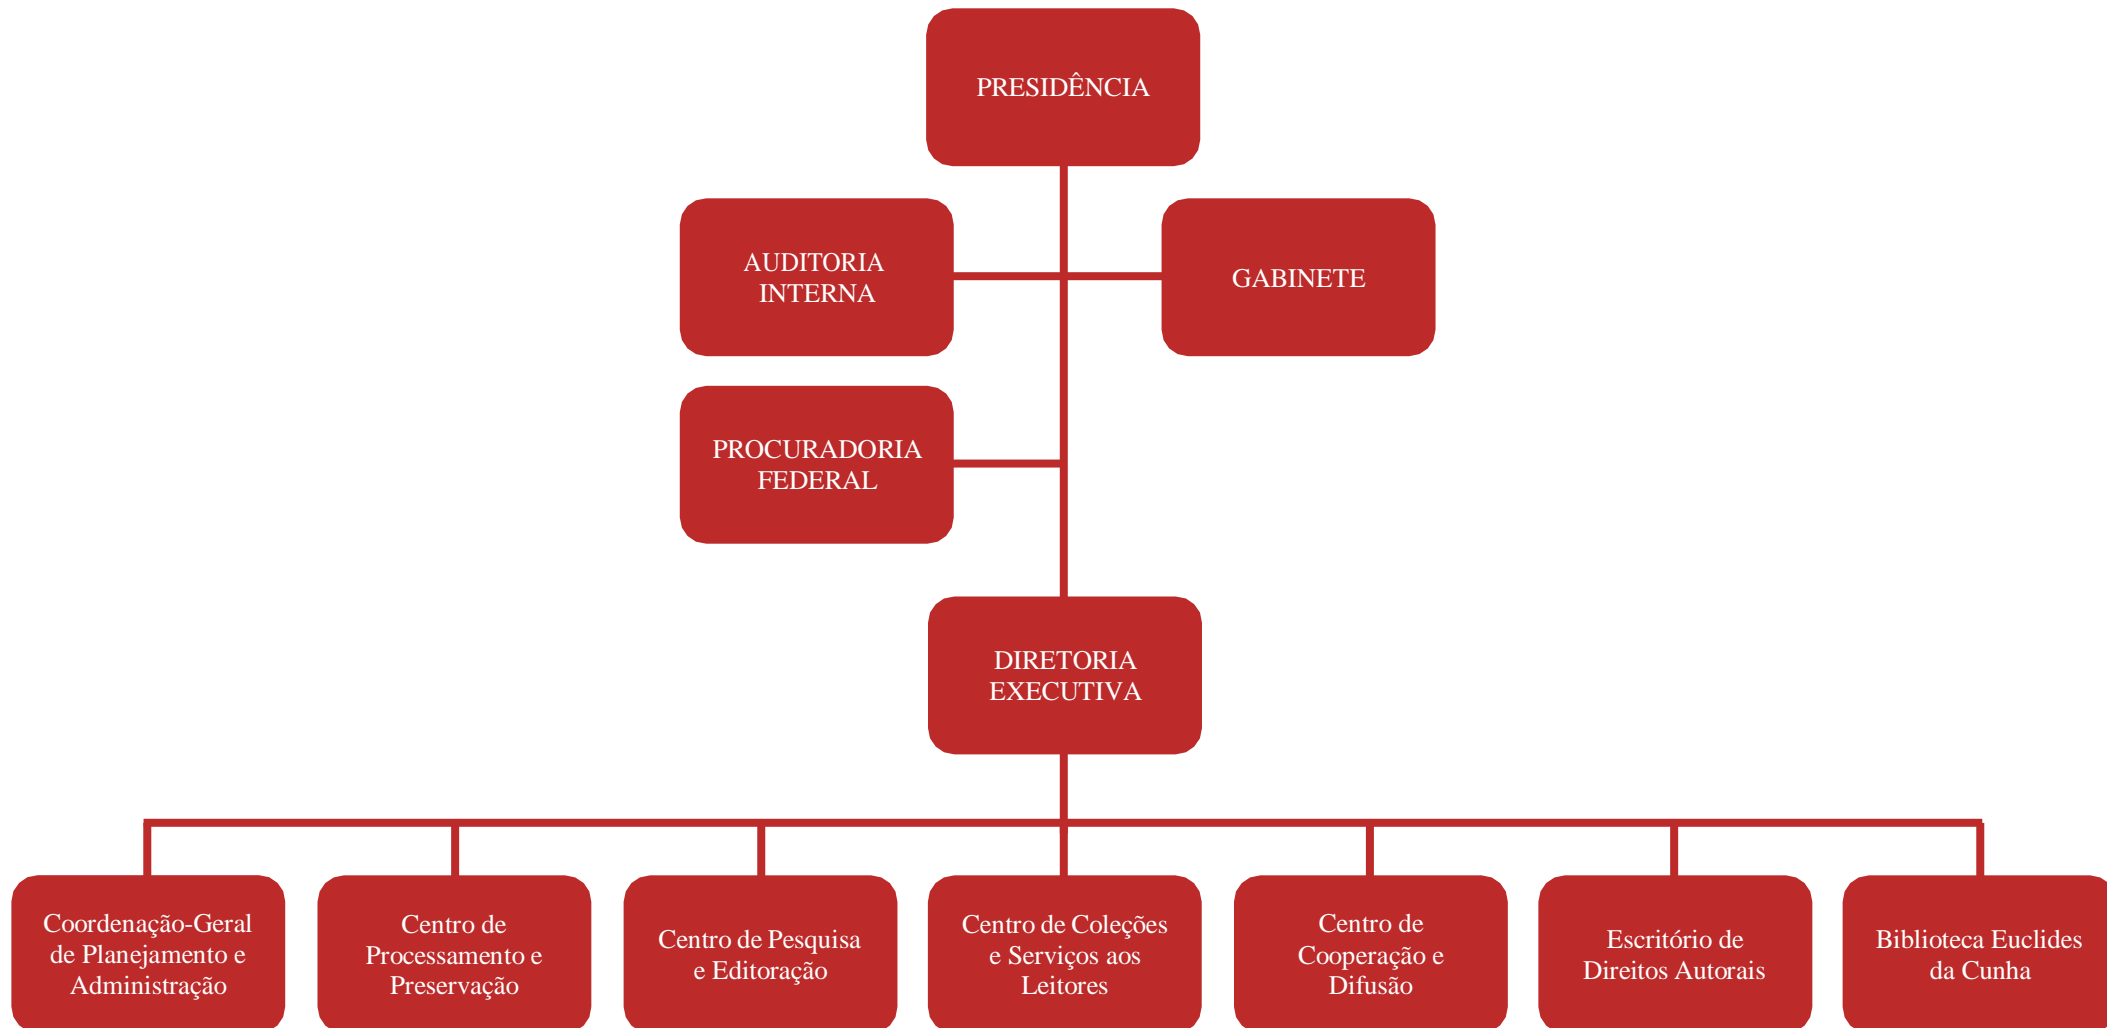 PRESIDÊNCIA
AUDITORIA
INTERNA
GABINETE
PROCURADORIA
FEDERAL
DIRETORIA
EXECUTIVA
Coordenação-Geral
de Planejamento e
Administração
Centro de
Processamento e
Preservação
Centro de Pesquisa
e Editoração
Centro de Coleções
e Serviços aos
Leitores
Centro de
Cooperação e
Difusão
Escritório de
Direitos Autorais
Biblioteca Euclides
da Cunha